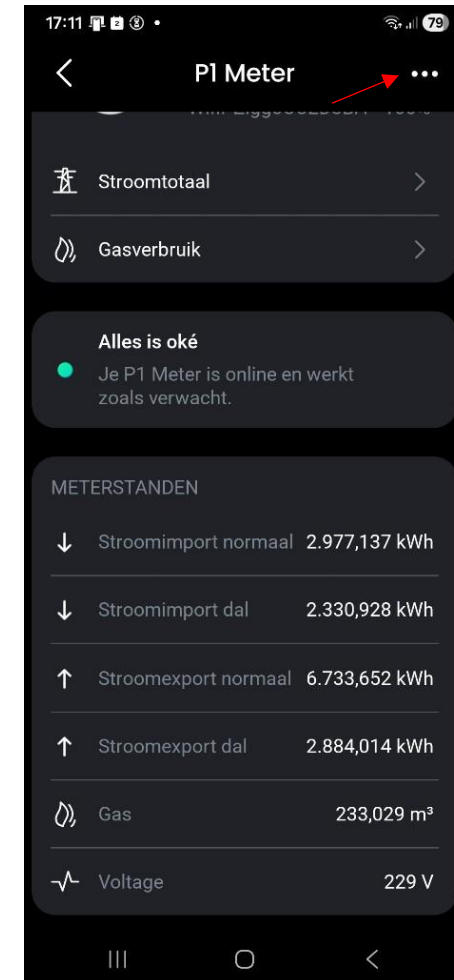 17:11 2 79
P1 Meter
Stroomtotaal
Gasverbruik
Alles is oké
Je P1 Meter is online en werkt
zoals verwacht.
METERSTANDEN
Stroomimport normaal 2.977,137 kWh
Stroomimport dal 2.330,928 kWh
Stroomexport normaal 6.733,652 kWh
Stroomexport dal 2.884,014 kWh
Gas 233,029 m³
Voltage 229 V